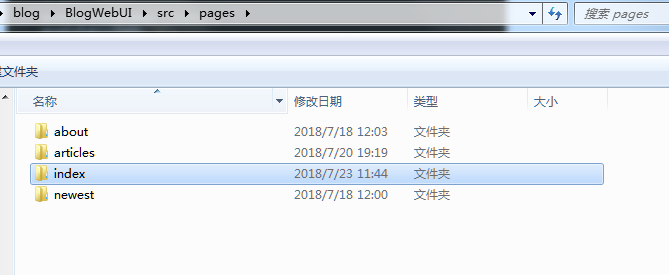 blog ▸ BlogWebUI ▸ src ▸ pages ▸
搜索 pages
文件夹
名称 修改日期 类型 大小
about 2018/7/18 12:03 文件夹
articles 2018/7/20 19:19 文件夹
index 2018/7/23 11:44 文件夹
newest 2018/7/18 12:00 文件夹